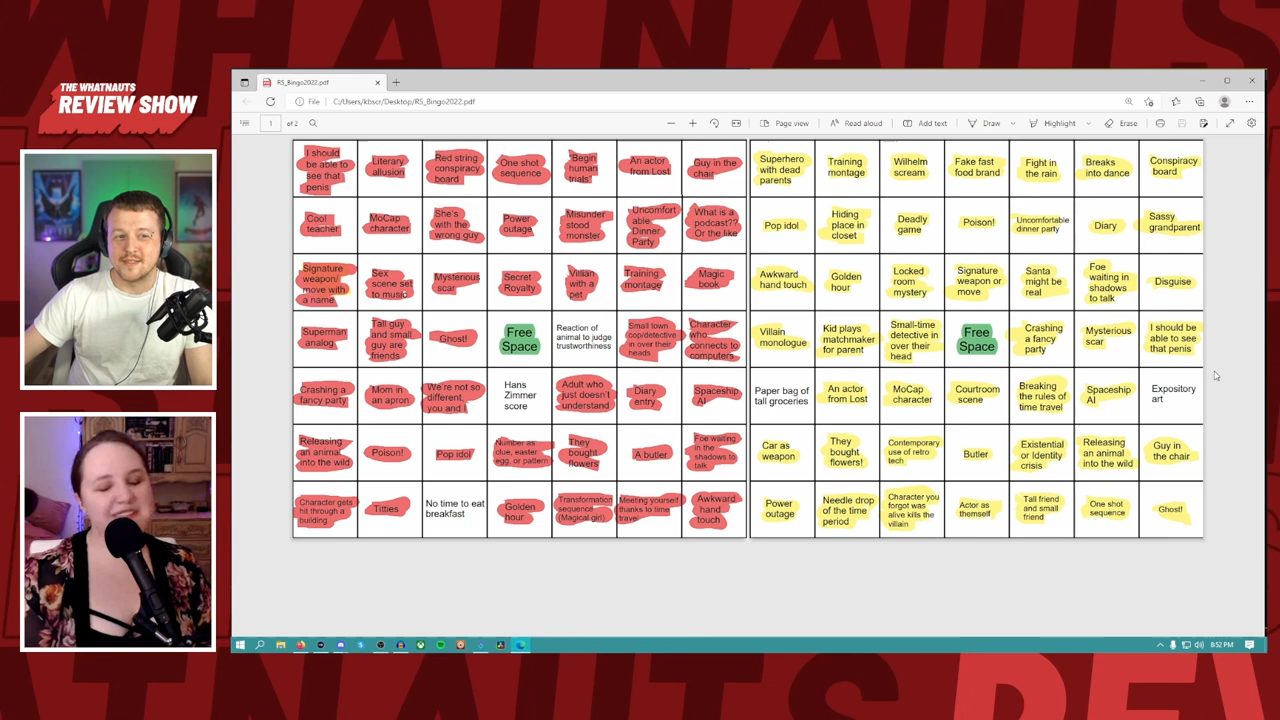 THE WHATNAUTS
REVIEW SHOW
RS_Bingo2022.pdf
File
C:/Users/kbscr/Desktop/RS_Bingo2022.pdf
1
of 2
Page view
Read aloud
Add text
Draw
Highlight
Erase
I should
be able to
see that
penis
Literary
allusion
Red string
conspiracy
board
One shot
sequence
"Begin
human
trials"
An actor
from Lost
Guy in the
chair
Superhero
with dead
parents
Training
montage
Wilhelm
scream
Fake fast
food brand
Fight in
the rain
Breaks
into dance
Conspiracy
board
Cool
teacher
MoCap
character
She's
with the
wrong guy
Power
outage
Misunder
stood
monster
Uncomfort
able
Dinner
Party
What is a
podcast??
Or the like
Pop idol
Hiding
place in
closet
Deadly
game
Poison!
Uncomfortable
dinner party
Diary
Sassy
grandparent
Signature
weapon/
move with
a name
Sex
scene set
to music
Mysterious
scar
Secret
Royalty
Villian
with a
pet
Training
montage
Magic
book
Awkward
hand touch
Golden
hour
Locked
room
mystery
Signature
weapon or
move
Santa
might be
real
Foe
waiting in
shadows
to talk
Disguise
Superman
analog
Tall guy
and small
guy are
friends
Ghost!
Free
Space
Reaction of
animal to judge
trustworthiness
Small town
cop/detective
in over their
heads
Character
who
connects to
computers
Villain
monologue
Kid plays
matchmaker
for parent
Small-time
detective in
over their
head
Free
Space
Crashing
a fancy
party
Mysterious
scar
I should be
able to see
that penis
Crashing a
fancy party
Mom in
an apron
We're not so
different,
you and I
Hans
Zimmer
score
Adult who
just doesn't
understand
Diary
entry
Spaceship
AI
Paper bag of
tall groceries
An actor
from Lost
MoCap
character
Courtroom
scene
Breaking
the rules of
time travel
Spaceship
AI
Expository
art
Releasing
an animal
into the wild
Poison!
Pop idol
Number as
clue, easter
egg, or pattern
They
bought
flowers
A butler
Foe waiting
in the
shadows to
talk
Car as
weapon
They
bought
flowers!
Contemporary
use of retro
tech
Butler
Existential
or Identity
crisis
Releasing
an animal
into the wild
Guy in
the chair
Character gets
hit through a
building
Titties
No time to eat
breakfast
Golden
hour
Transformation
sequence
(Magical girl)
Meeting yourself
thanks to time
travel
Awkward
hand
touch
Power
outage
Needle drop
of the time
period
Character you
forgot was
alive kills the
villain
Actor as
themself
Tall friend
and small
friend
One shot
sequence
Ghost!
8:52 PM